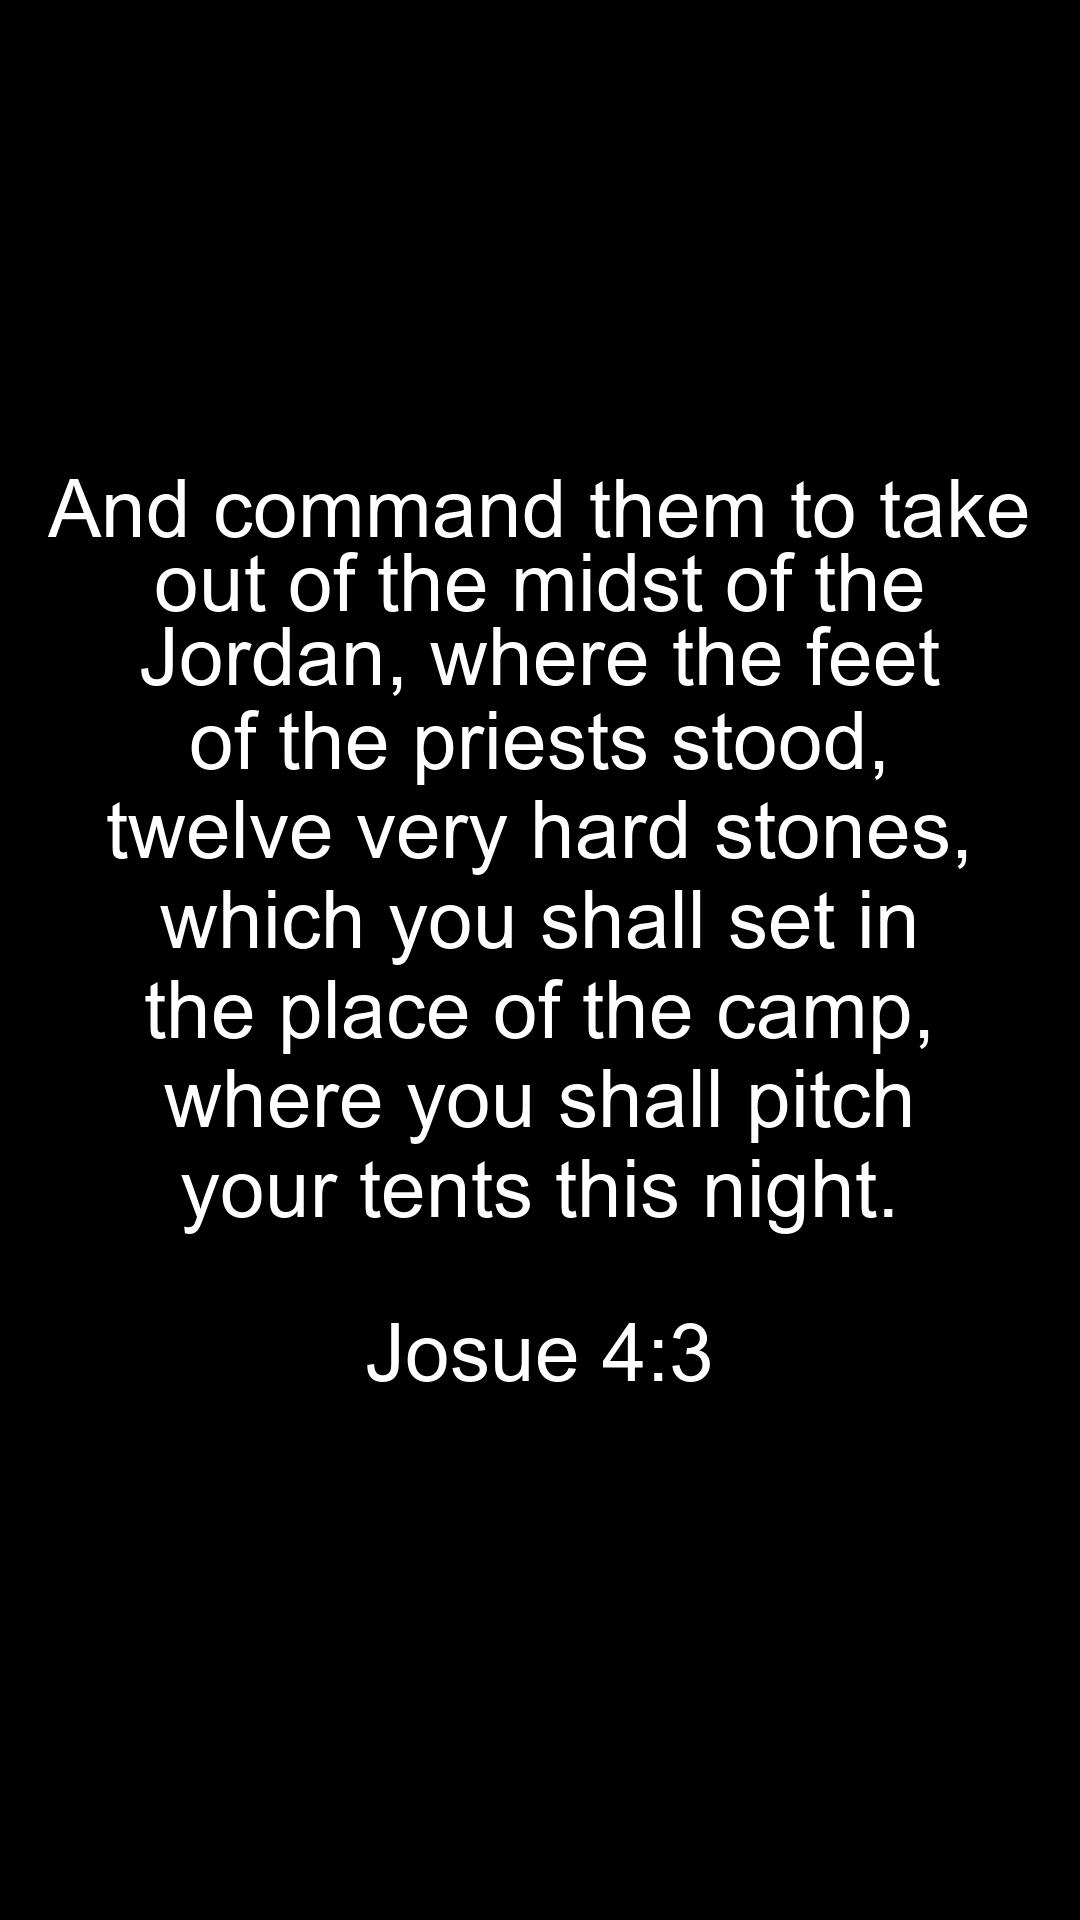 And command them to take
out of the midst of the
Jordan, where the feet
of the priests stood,
twelve very hard stones,
which you shall set in
the place of the camp,
where you shall pitch
your tents this night.
Josue 4:3